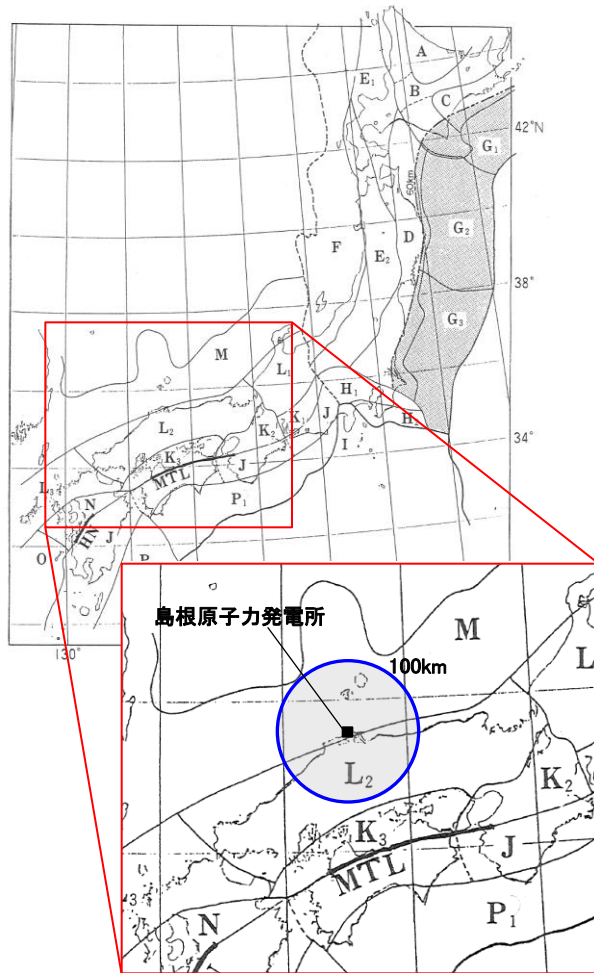 A
E1
B
C
42°N
G1
60km
F
D
E2
G2
38°
G3
M
L1
H1
L2
K1
J
H2
K2
I
34°
K3
MTL
J
L3
N
P1
HN
J
O
130°
島根原子力発電所
M
100km
L
L2
K2
K3
J
MTL
P1
N